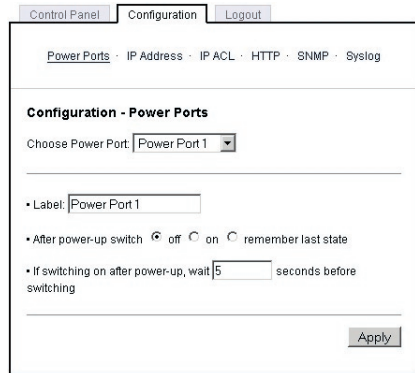 Control Panel Configuration Logout
Power Ports · IP Address · IP ACL · HTTP · SNMP · Syslog
Configuration - Power Ports
Choose Power Port: Power Port 1
• Label: Power Port 1
• After power-up switch off on remember last state
• If switching on after power-up, wait 5 seconds before
switching
Apply